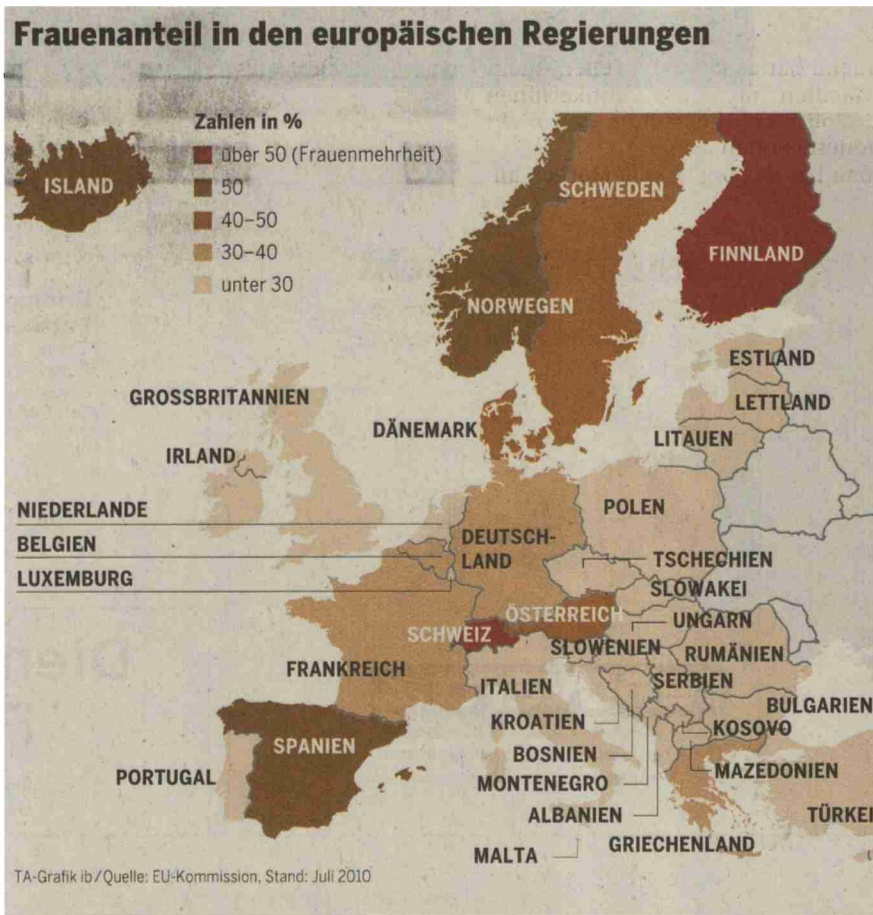 Frauenanteil in den europäischen Regierungen
Zahlen in %
über 50 (Frauenmehrheit)
50
40–50
30–40
unter 30
ISLAND
SCHWEDEN
FINNLAND
NORWEGEN
ESTLAND
GROSSBRITANNIEN
LETTLAND
DÄNEMARK
LITAUEN
IRLAND
POLEN
NIEDERLANDE
DEUTSCH-
LAND
BELGIEN
TSCHECHIEN
LUXEMBURG
SLOWAKEI
ÖSTERREICH
UNGARN
SCHWEIZ
SLOWENIEN
RUMÄNIEN
FRANKREICH
SERBIEN
ITALIEN
BULGARIEN
KROATIEN
KOSOVO
SPANIEN
BOSNIEN
MAZEDONIEN
PORTUGAL
MONTENEGRO
ALBANIEN
TÜRKEI
GRIECHENLAND
MALTA
TA-Grafik ib/Quelle: EU-Kommission, Stand: Juli 2010